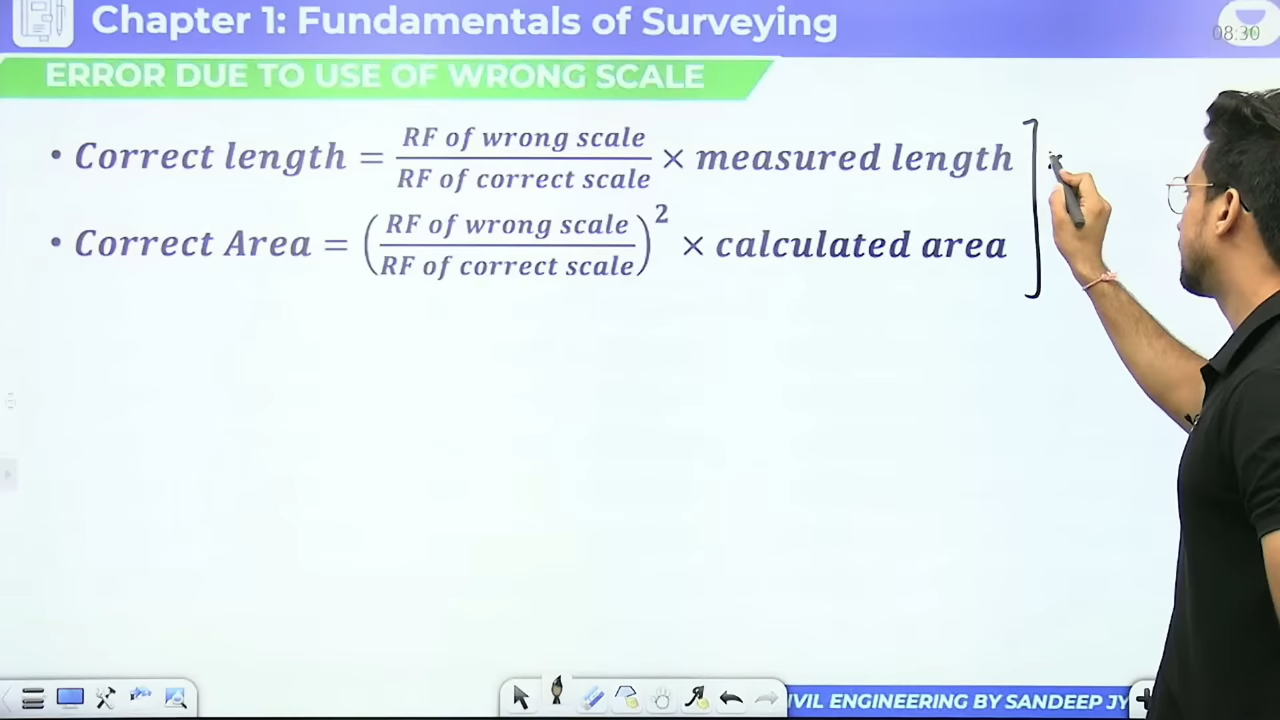 Chapter 1: Fundamentals of Surveying
08:30
ERROR DUE TO USE OF WRONG SCALE
• Correct length = RF of wrong scale / RF of correct scale × measured length
• Correct Area = (RF of wrong scale / RF of correct scale)² × calculated area
IVIL ENGINEERING BY SANDEEP JY